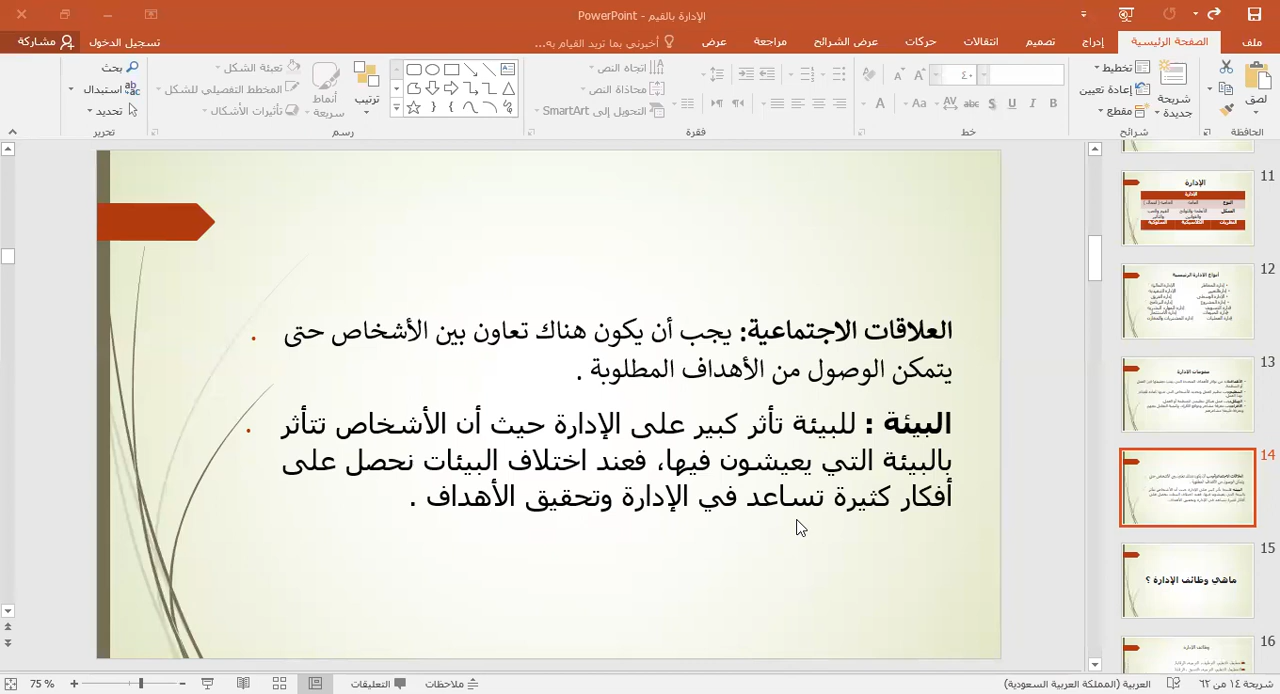 الإدارة بالقيم - PowerPoint
ملف
الصفحة الرئيسية
إدراج
تصميم
انتقالات
حركات
عرض الشرائح
مراجعة
عرض
أخبرني بما تريد القيام به...
تسجيل الدخول
مشاركة
لصق
الحافظة
شريحة جديدة
تخطيط
إعادة تعيين
مقطع
شرائح
خط
اتجاه النص
محاذاة النص
التحويل إلى SmartArt
فقرة
ترتيب
أنماط سريعة
تعبئة الشكل
المخطط التفصيلي للشكل
تأثيرات الأشكال
رسم
بحث
استبدال
تحديد
تحرير
العلاقات الاجتماعية: يجب أن يكون هناك تعاون بين الأشخاص حتى
يتمكن الوصول من الأهداف المطلوبة .
البيئة : للبيئة تأثر كبير على الإدارة حيث أن الأشخاص تتأثر
بالبيئة التي يعيشون فيها، فعند اختلاف البيئات نحصل على
أفكار كثيرة تساعد في الإدارة وتحقيق الأهداف .
11
الإدارة
12
أنواع الادارة الرئيسية
13
مقومات الادارة
14
15
ماهي وظائف الإدارة ؟
16
وظائف الإدارة
شريحة ١٤ من ٦٢
العربية (المملكة العربية السعودية)
ملاحظات
التعليقات
75 %